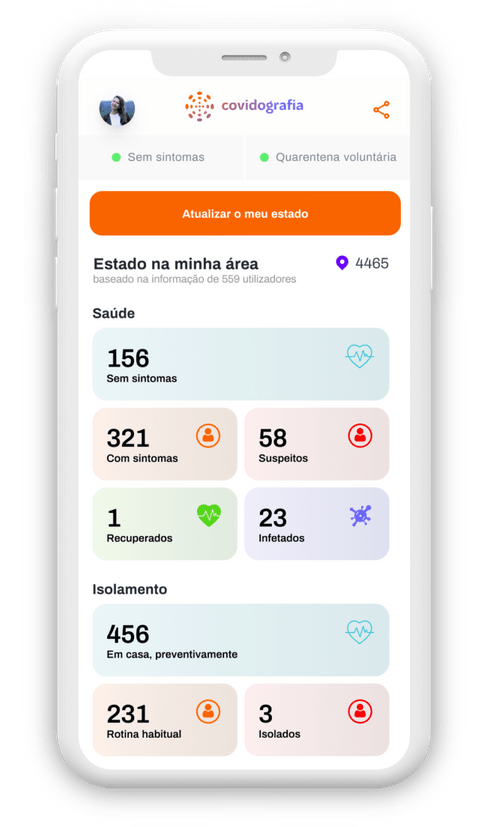 covidografia
Sem sintomas
Quarentena voluntária
Atualizar o meu estado
Estado na minha área
4465
baseado na informação de 559 utilizadores
Saúde
156
Sem sintomas
321
Com sintomas
58
Suspeitos
1
Recuperados
23
Infetados
Isolamento
456
Em casa, preventivamente
231
Rotina habitual
3
Isolados